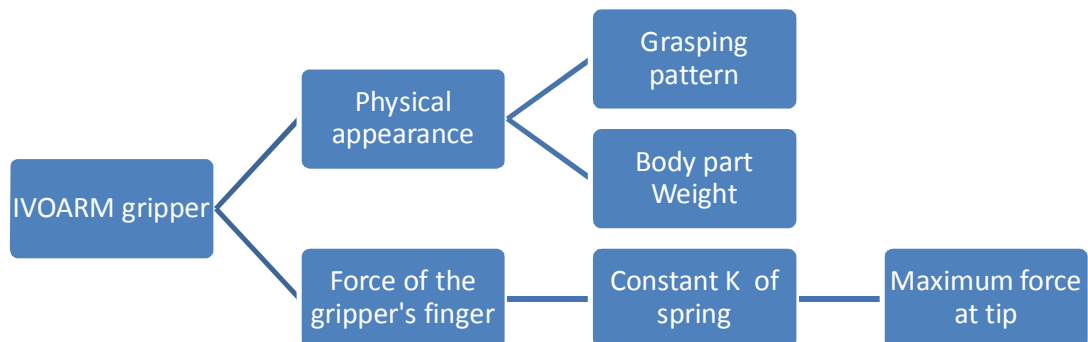 IVOARM gripper
Physical
appearance
Grasping
pattern
Body part
Weight
Force of the
gripper's finger
Constant K of
spring
Maximum force
at tip